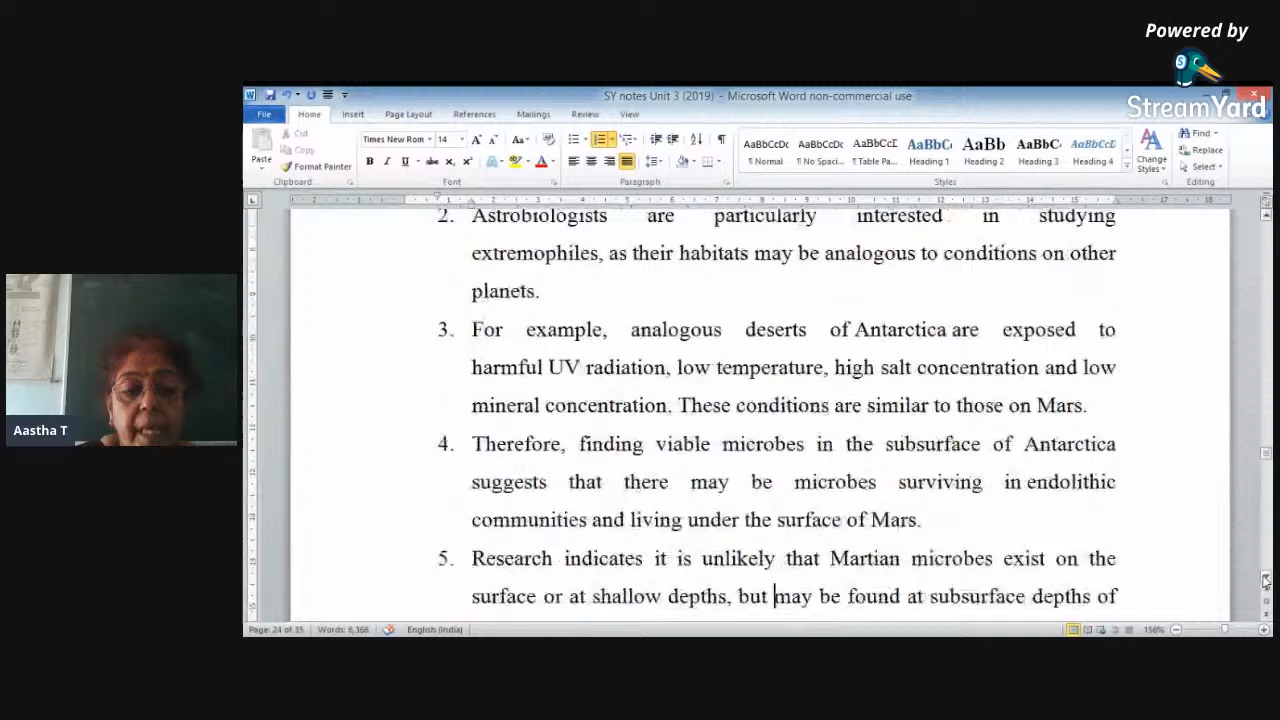 Powered by
StreamYard
SY notes Unit 3 (2019) - Microsoft Word non-commercial use
File Home Insert Page Layout References Mailings Review View
Paste
Cut
Copy
Format Painter
Clipboard
Times New Rom 14
Font
Paragraph
AaBbCcDc AaBbCcDc AaBbCcD AaBbC AaBb AaBbC AaBbCcD
¶ Normal ¶ No Spaci... ¶ Table Pa... Heading 1 Heading 2 Heading 3 Heading 4
Change Styles
Styles
Find
Replace
Select
Editing
2. Astrobiologists are particularly interested in studying
extremophiles, as their habitats may be analogous to conditions on other
planets.
3. For example, analogous deserts of Antarctica are exposed to
harmful UV radiation, low temperature, high salt concentration and low
mineral concentration. These conditions are similar to those on Mars.
4. Therefore, finding viable microbes in the subsurface of Antarctica
suggests that there may be microbes surviving in endolithic
communities and living under the surface of Mars.
5. Research indicates it is unlikely that Martian microbes exist on the
surface or at shallow depths, but may be found at subsurface depths of
Aastha T
Page: 24 of 35 Words: 6,366 English (India) 156%